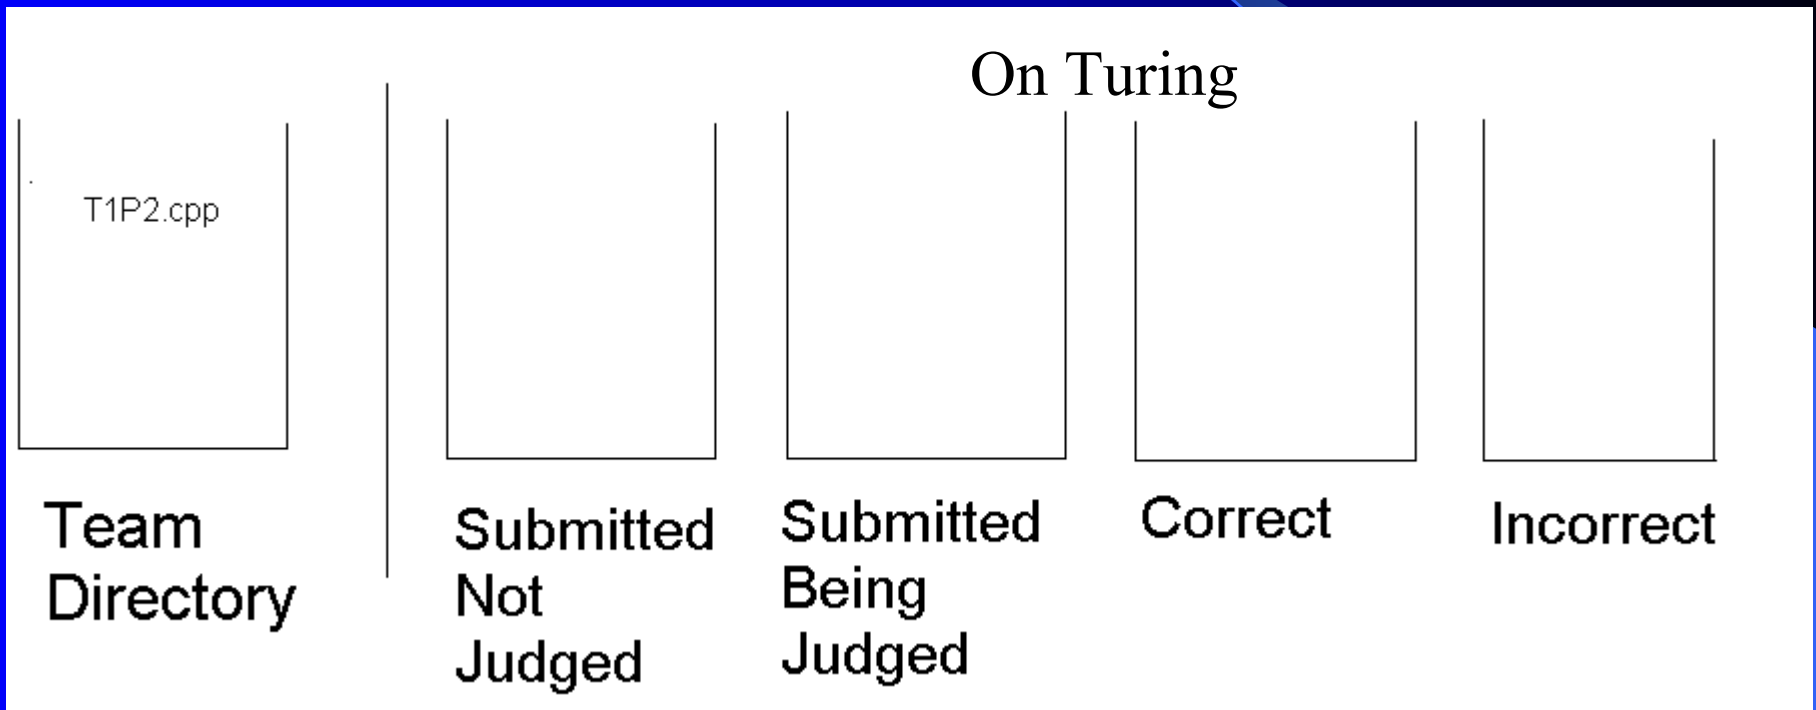 On Turing
T1P2.cpp
Team
Directory
Submitted
Not
Judged
Submitted
Being
Judged
Correct
Incorrect